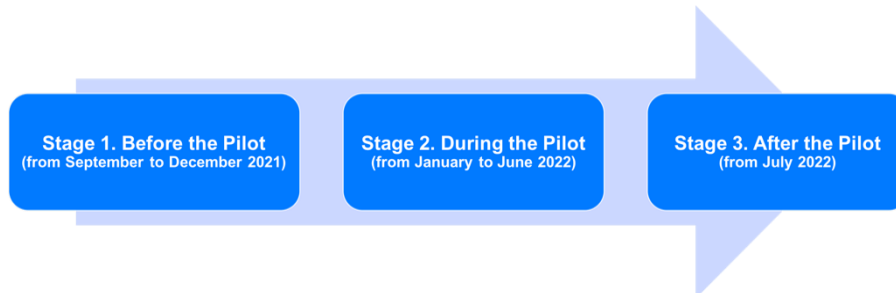 Stage 1. Before the Pilot
(from September to December 2021)
Stage 2. During the Pilot
(from January to June 2022)
Stage 3. After the Pilot
(from July 2022)